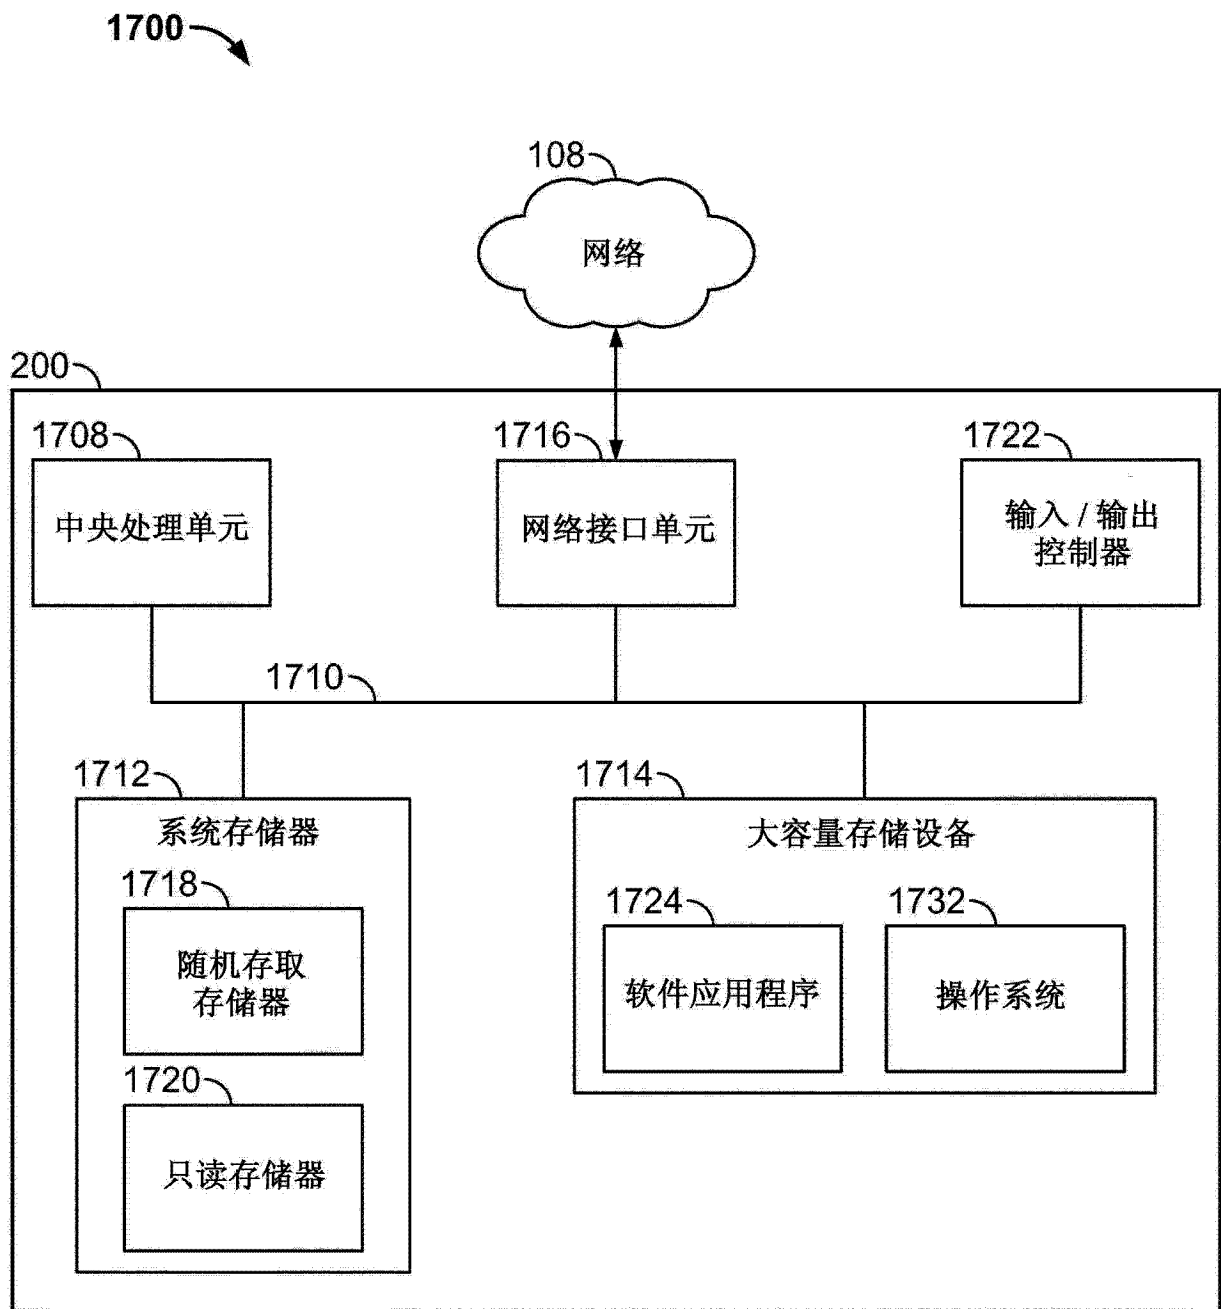 1700
108
网络
200
1708
中央处理单元
1716
网络接口单元
1722
输入 / 输出
控制器
1710
1712
系统存储器
1718
随机存取
存储器
1720
只读存储器
1714
大容量存储设备
1724
软件应用程序
1732
操作系统